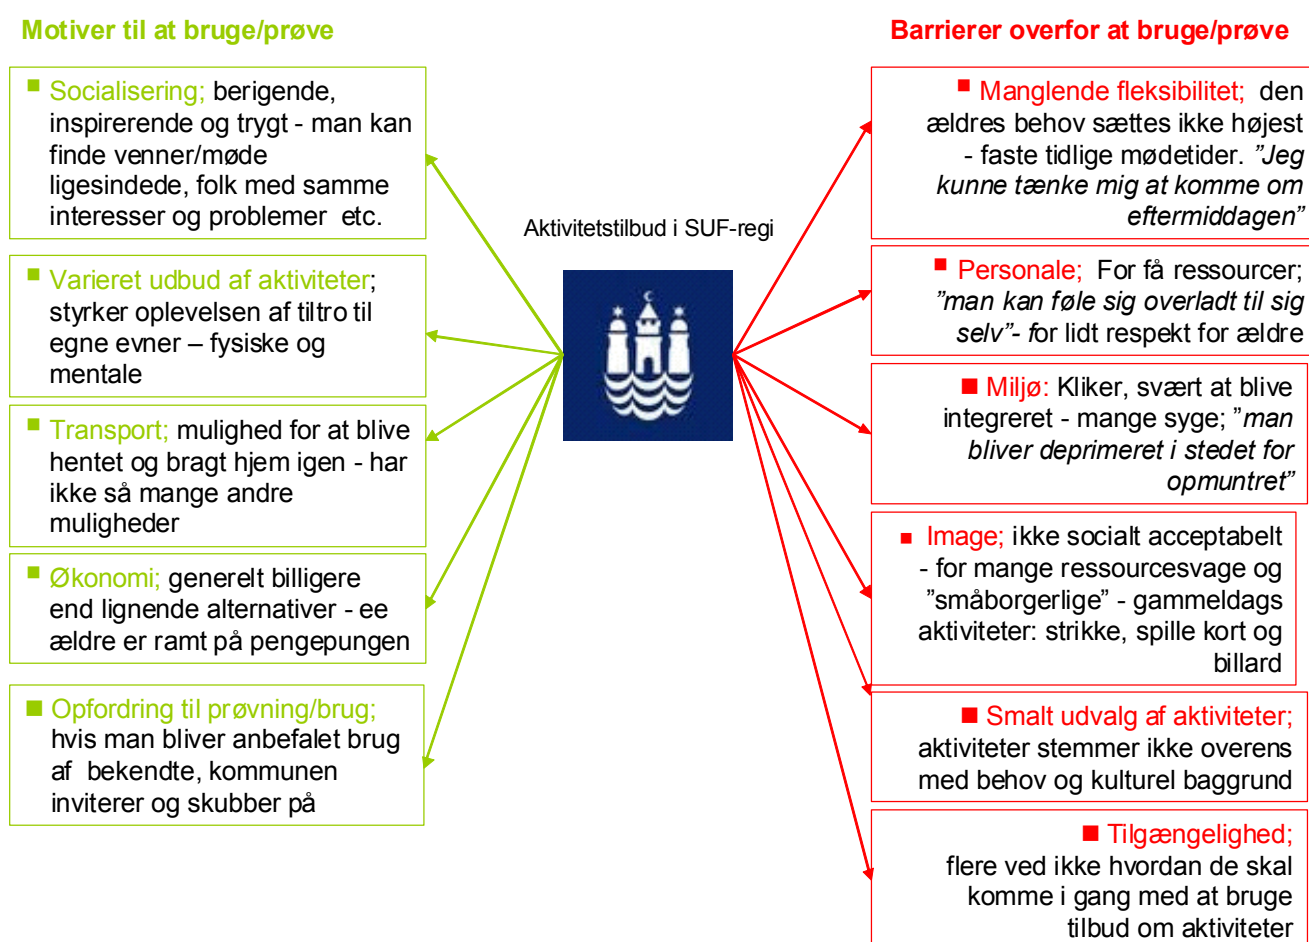 Motiver til at bruge/prøve
Socialisering; berigende,
inspirerende og trygt - man kan
finde venner/møde
ligesindede, folk med samme
interesser og problemer etc.
Varieret udbud af aktiviteter;
styrker oplevelsen af tiltro til
egne evner – fysiske og
mentale
Transport; mulighed for at blive
hentet og bragt hjem igen - har
ikke så mange andre
muligheder
Økonomi; generelt billigere
end lignende alternativer - ee
ældre er ramt på pengepungen
Opfordring til prøvning/brug;
hvis man bliver anbefalet brug
af bekendte, kommunen
inviterer og skubber på
Aktivitetstilbud i SUF-regi
Barrierer overfor at bruge/prøve
Manglende fleksibilitet; den
ældres behov sættes ikke højest
- faste tidlige mødetider. ”Jeg
kunne tænke mig at komme om
eftermiddagen”
Personale; For få ressourcer;
”man kan føle sig overladt til sig
selv”- for lidt respekt for ældre
Miljø: Kliker, svært at blive
integreret - mange syge; ”man
bliver deprimeret i stedet for
opmuntret”
Image; ikke socialt acceptabelt
- for mange ressourcesvage og
”småborgerlige” - gammeldags
aktiviteter: strikke, spille kort og
billard
Smalt udvalg af aktiviteter;
aktiviteter stemmer ikke overens
med behov og kulturel baggrund
Tilgængelighed;
flere ved ikke hvordan de skal
komme i gang med at bruge
tilbud om aktiviteter